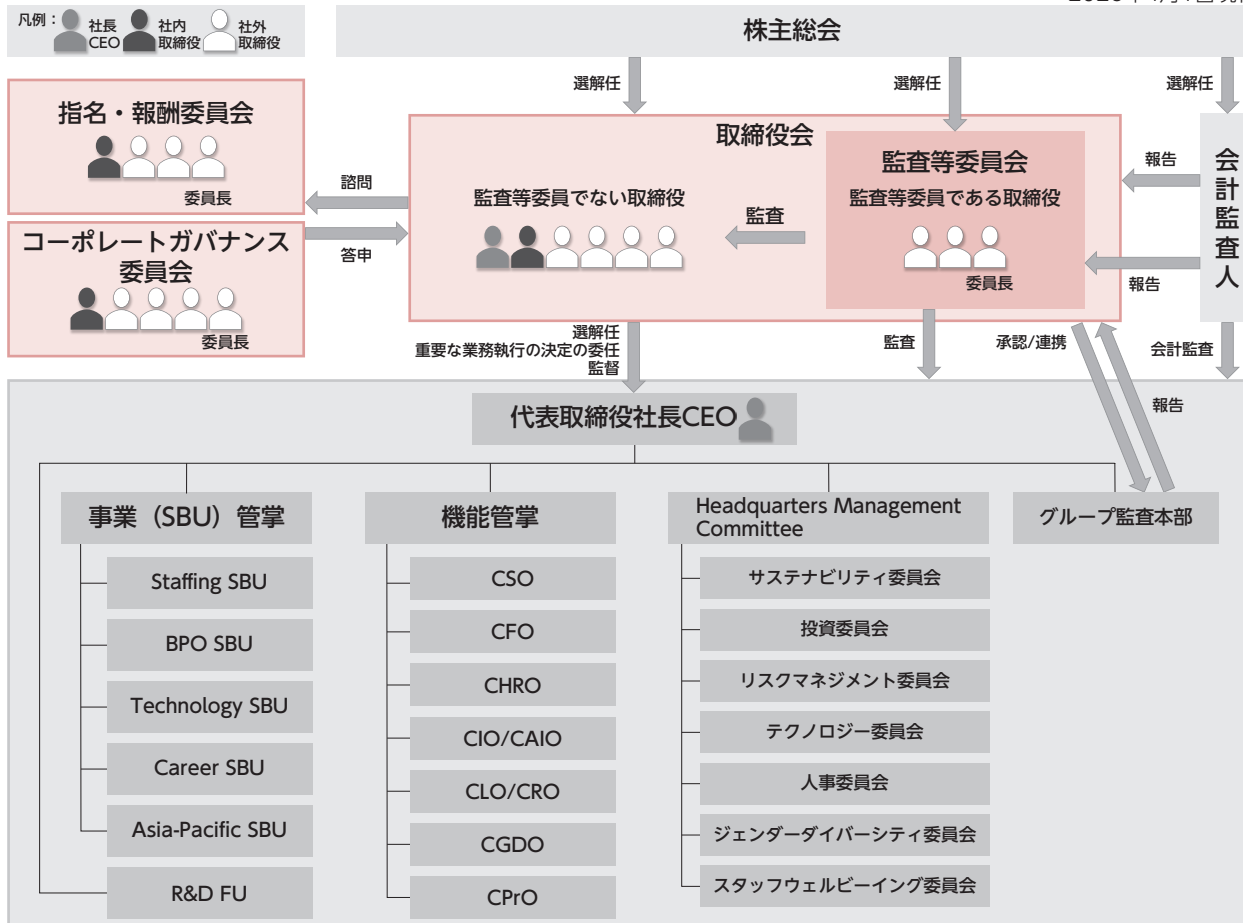 凡例：
社長
CEO
社内
取締役
社外
取締役
株主総会
選解任
選解任
選解任
指名・報酬委員会
委員長
コーポレートガバナンス
委員会
委員長
諮問
答申
取締役会
監査等委員でない取締役
監査
監査等委員会
監査等委員である取締役
委員長
報告
報告
会計監査人
選解任
重要な業務執行の決定の委任
監督
監査
承認/連携
会計監査
報告
代表取締役社長CEO
事業（SBU）管掌
Staffing SBU
BPO SBU
Technology SBU
Career SBU
Asia-Pacific SBU
R&D FU
機能管掌
CSO
CFO
CHRO
CIO/CAIO
CLO/CRO
CGDO
CPrO
Headquarters Management
Committee
サステナビリティ委員会
投資委員会
リスクマネジメント委員会
テクノロジー委員会
人事委員会
ジェンダーダイバーシティ委員会
スタッフウェルビーイング委員会
グループ監査本部